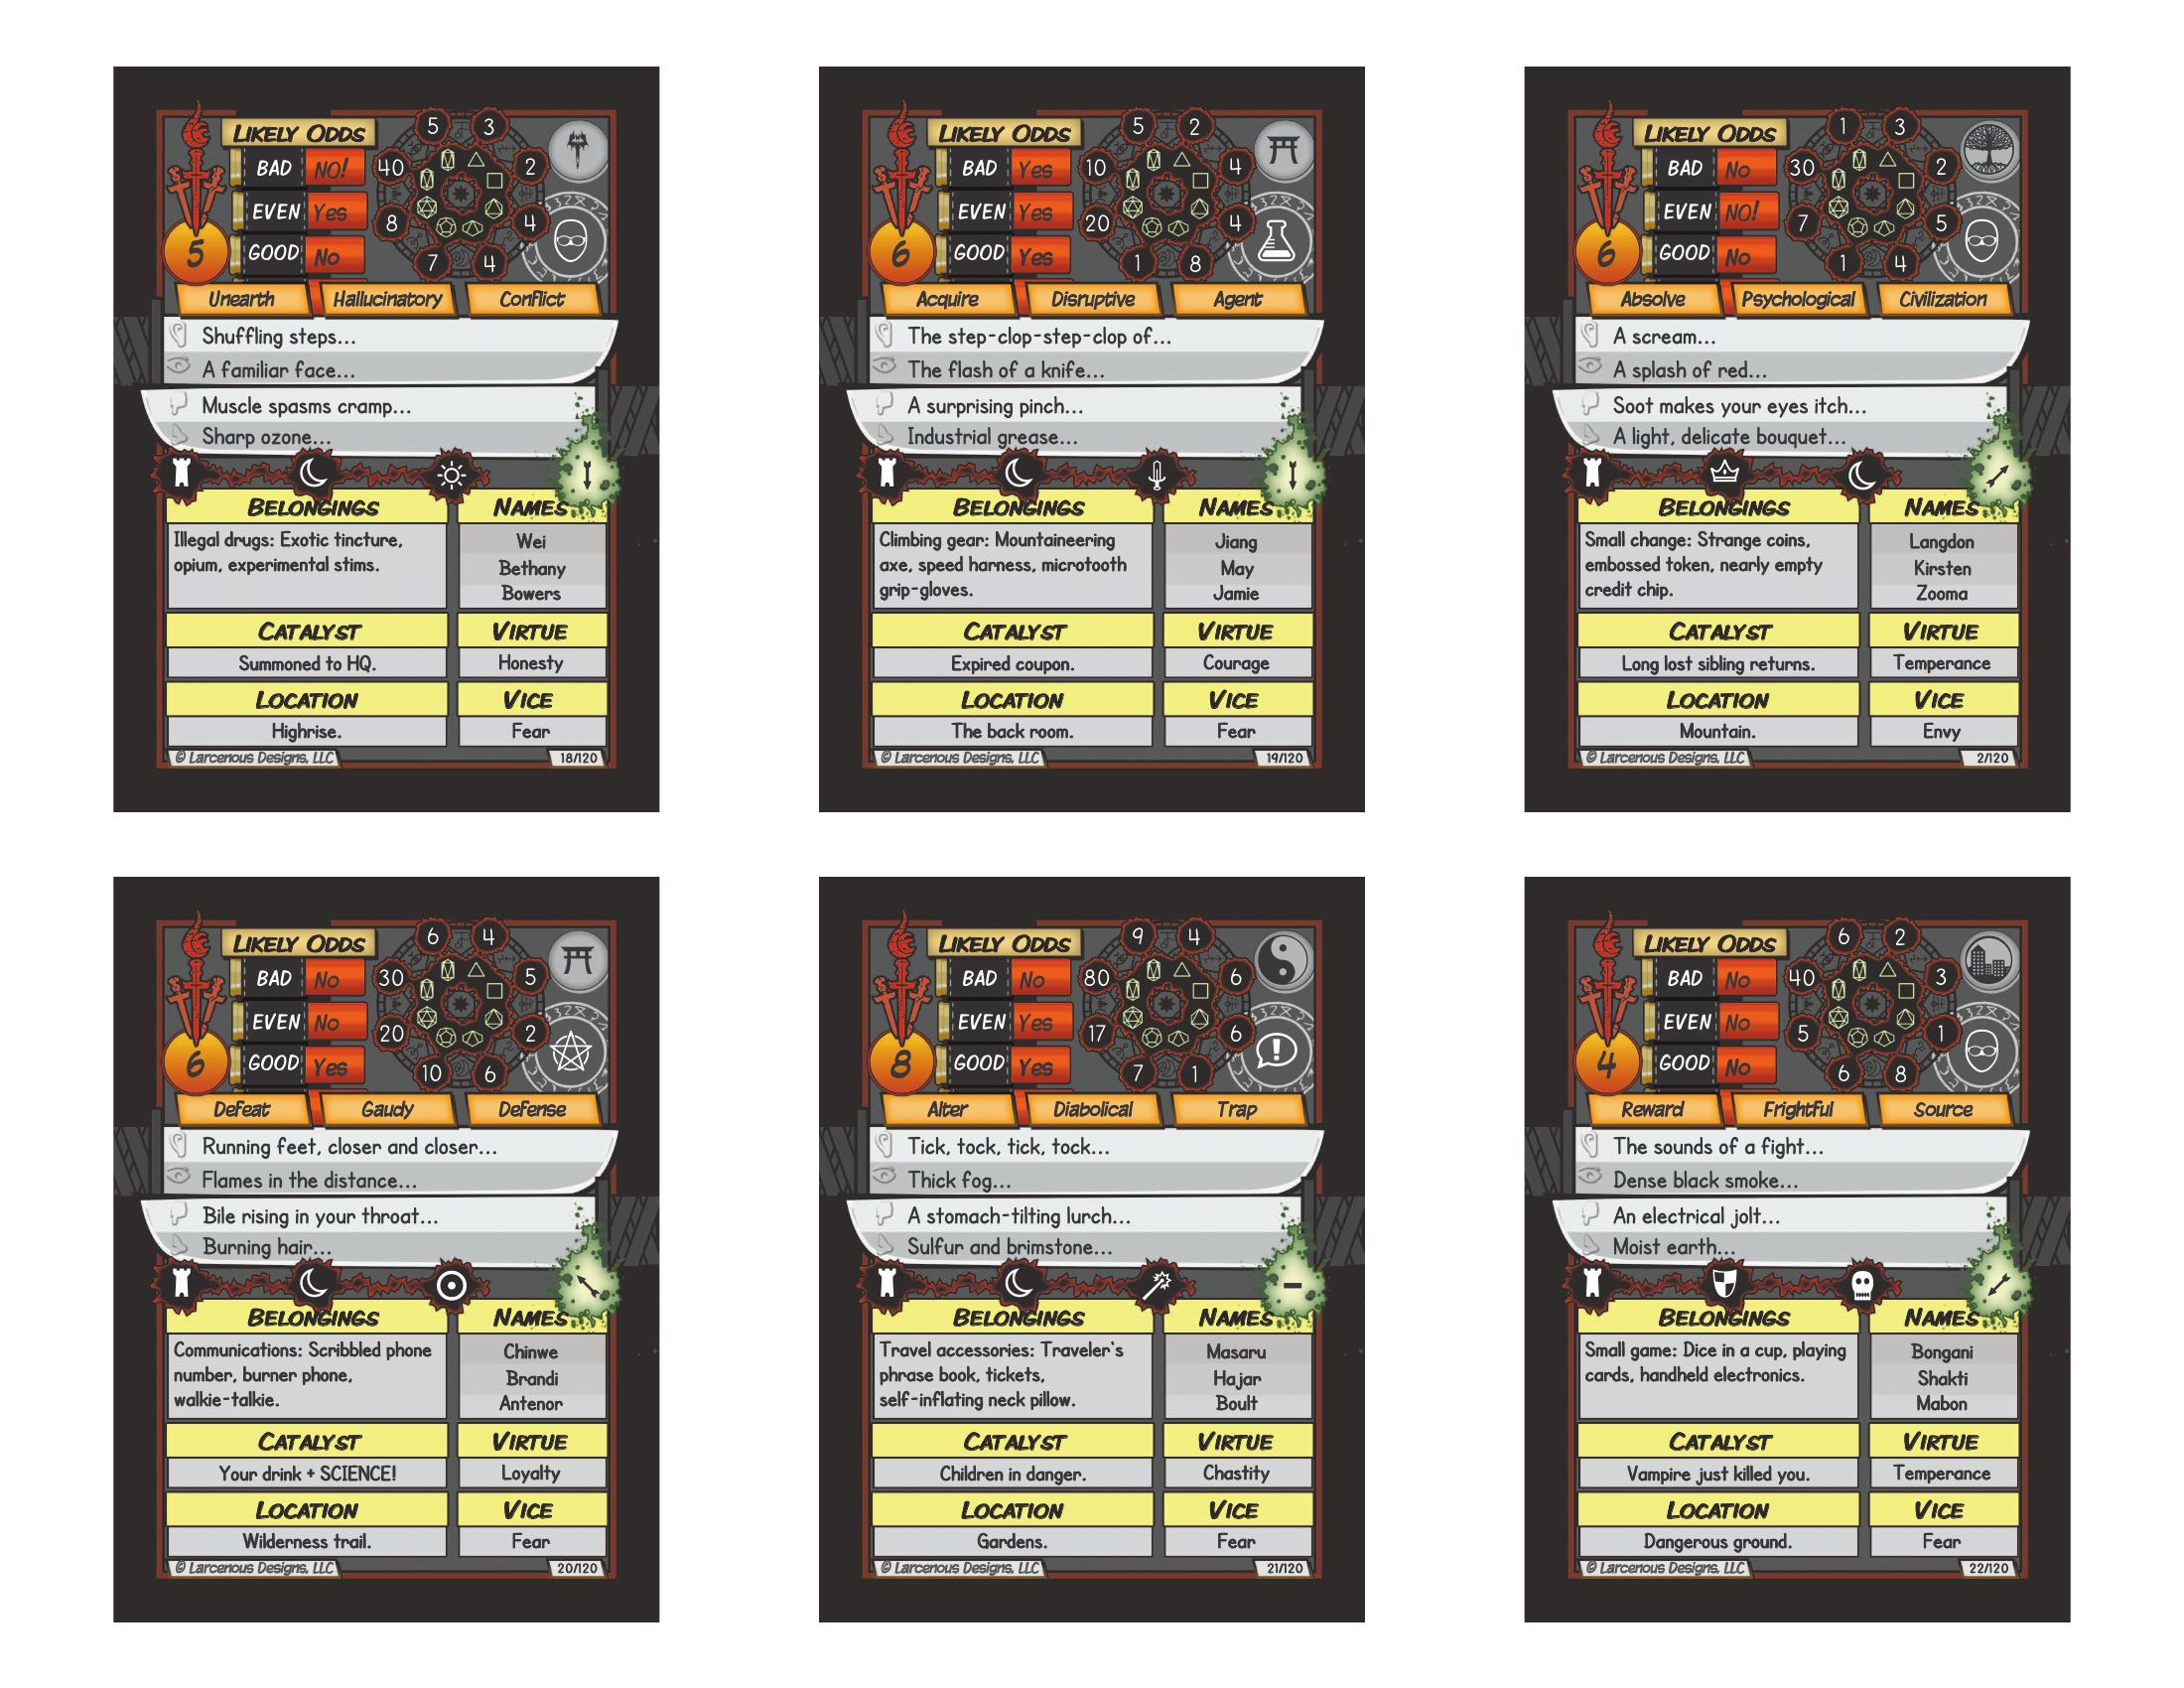 LIKELY ODDS
BAD NO!
EVEN Yes
GOOD No
5
5 3
40 2
8 4
7 4
Unearth Hallucinatory Conflict
Shuffling steps...
A familiar face...
Muscle spasms cramp...
Sharp ozone...
BELONGINGS NAMES
Illegal drugs: Exotic tincture,
opium, experimental stims.
Wei
Bethany
Bowers
CATALYST VIRTUE
Summoned to HQ. Honesty
LOCATION VICE
Highrise. Fear
© Larcenous Designs, LLC 18/120
LIKELY ODDS
BAD Yes
EVEN Yes
GOOD Yes
6
5 2
10 4
20 4
1 8
Acquire Disruptive Agent
The step-clop-step-clop of...
The flash of a knife...
A surprising pinch...
Industrial grease...
BELONGINGS NAMES
Climbing gear: Mountaineering
axe, speed harness, microtooth
grip-gloves.
Jiang
May
Jamie
CATALYST VIRTUE
Expired coupon. Courage
LOCATION VICE
The back room. Fear
© Larcenous Designs, LLC 19/120
LIKELY ODDS
BAD No
EVEN NO!
GOOD No
6
1 3
30 2
7 5
1 4
Absolve Psychological Civilization
A scream...
A splash of red...
Soot makes your eyes itch...
A light, delicate bouquet...
BELONGINGS NAMES
Small change: Strange coins,
embossed token, nearly empty
credit chip.
Langdon
Kirsten
Zooma
CATALYST VIRTUE
Long lost sibling returns. Temperance
LOCATION VICE
Mountain. Envy
© Larcenous Designs, LLC 2/120
LIKELY ODDS
BAD No
EVEN No
GOOD Yes
6
6 4
30 5
20 2
10 6
Defeat Gaudy Defense
Running feet, closer and closer...
Flames in the distance...
Bile rising in your throat...
Burning hair...
BELONGINGS NAMES
Communications: Scribbled phone
number, burner phone,
walkie-talkie.
Chinwe
Brandi
Antenor
CATALYST VIRTUE
Your drink + SCIENCE! Loyalty
LOCATION VICE
Wilderness trail. Fear
© Larcenous Designs, LLC 20/120
LIKELY ODDS
BAD No
EVEN Yes
GOOD Yes
8
9 4
80 6
17 6
7 1
Alter Diabolical Trap
Tick, tock, tick, tock...
Thick fog...
A stomach-tilting lurch...
Sulfur and brimstone...
BELONGINGS NAMES
Travel accessories: Traveler's
phrase book, tickets,
self-inflating neck pillow.
Masaru
Hajar
Boult
CATALYST VIRTUE
Children in danger. Chastity
LOCATION VICE
Gardens. Fear
© Larcenous Designs, LLC 21/120
LIKELY ODDS
BAD No
EVEN No
GOOD No
4
6 2
40 3
5 1
6 8
Reward Frightful Source
The sounds of a fight...
Dense black smoke...
An electrical jolt...
Moist earth...
BELONGINGS NAMES
Small game: Dice in a cup, playing
cards, handheld electronics.
Bongani
Shakti
Mabon
CATALYST VIRTUE
Vampire just killed you. Temperance
LOCATION VICE
Dangerous ground. Fear
© Larcenous Designs, LLC 22/120